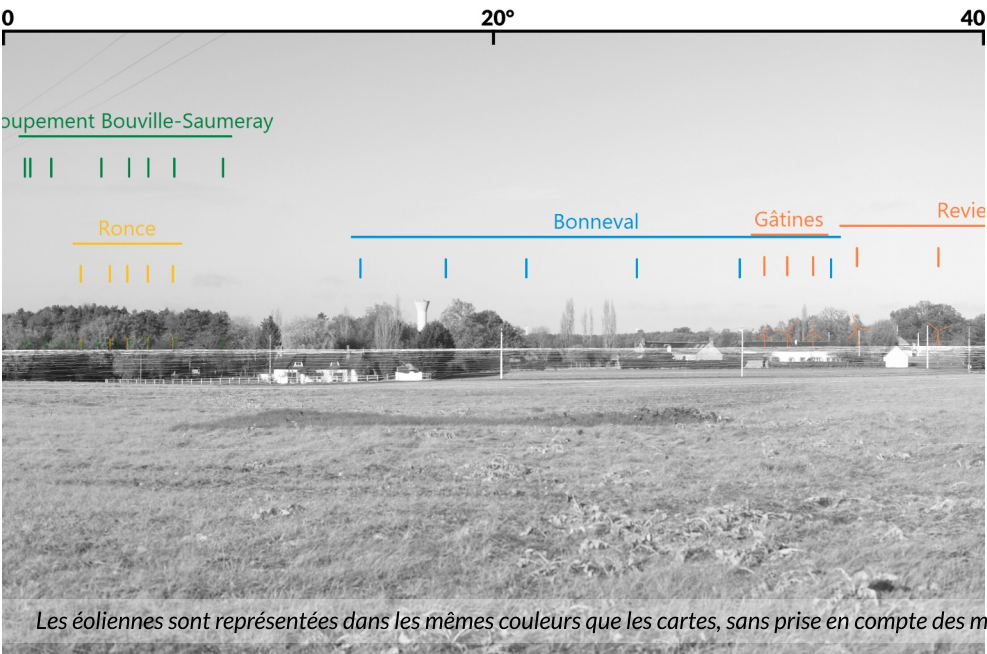 0 20° 40
oupement Bouville-Saumeray
Ronce
Bonneval
Gâtines
Revie
Les éoliennes sont représentées dans les mêmes couleurs que les cartes, sans prise en compte des m